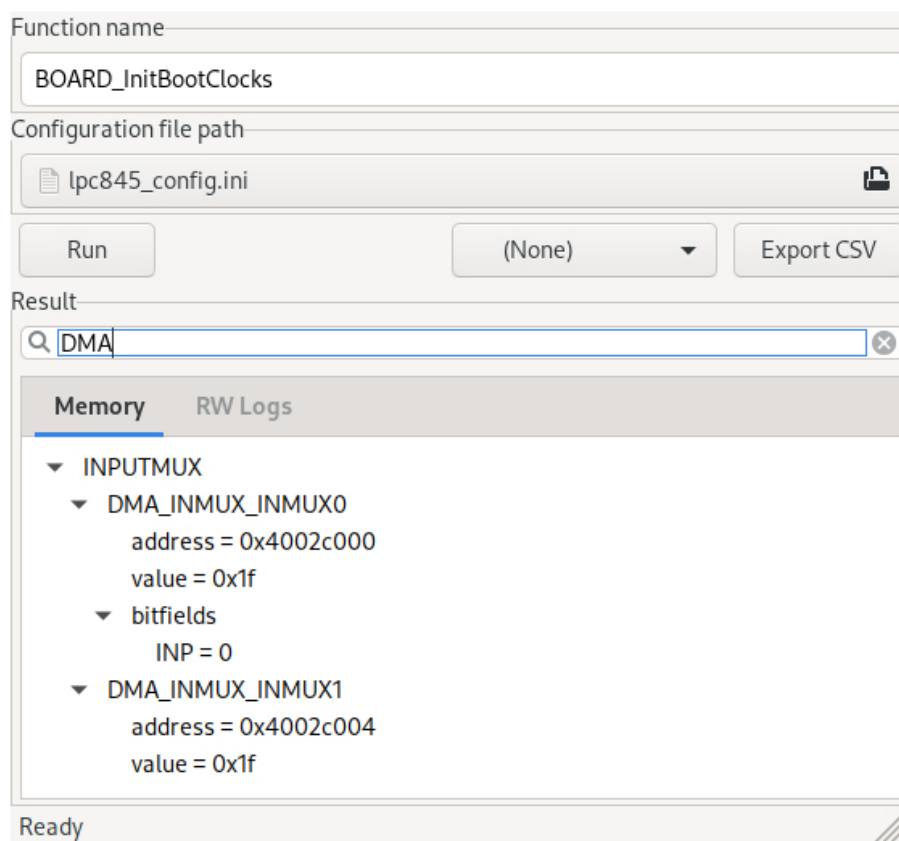 Function name
BOARD_InitBootClocks
Configuration file path
lpc845_config.ini
Run (None) Export CSV
Result
DMA
Memory RW Logs
INPUTMUX
DMA_INMUX_INMUX0
address = 0x4002c000
value = 0x1f
bitfields
INP = 0
DMA_INMUX_INMUX1
address = 0x4002c004
value = 0x1f
Ready